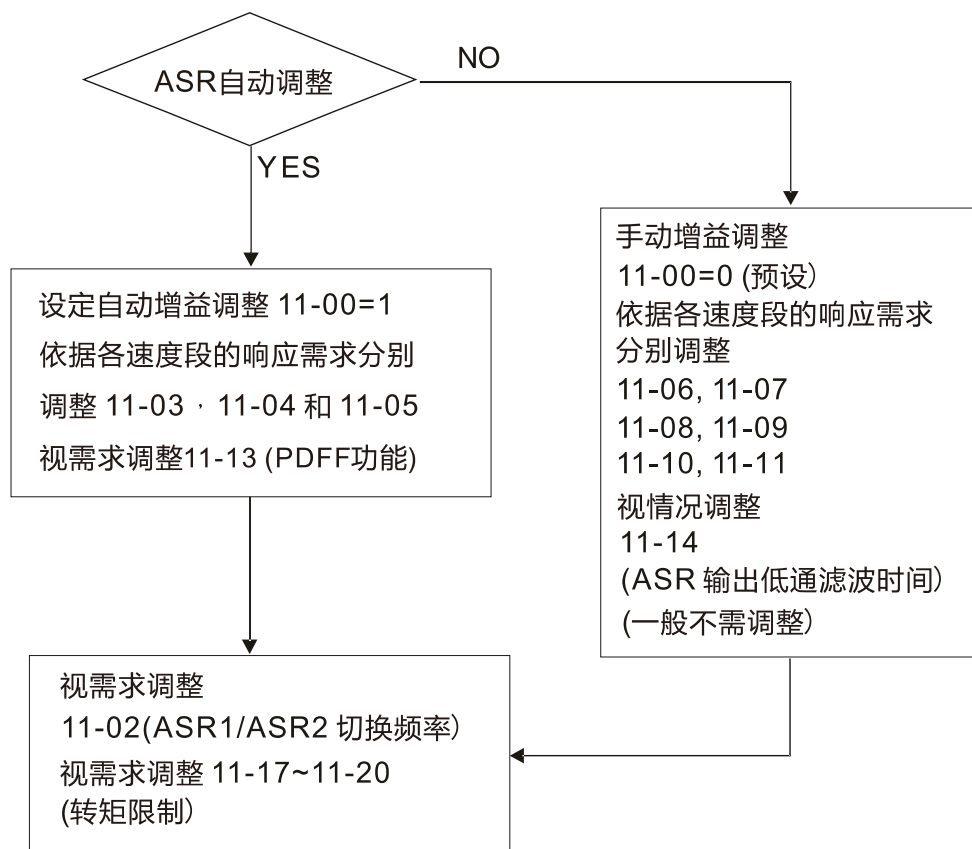 ASR自动调整
NO
YES
设定自动增益调整 11-00=1
依据各速度段的响应需求分别
调整 11-03，11-04 和 11-05
视需求调整11-13 (PDFF功能)
手动增益调整
11-00=0 (预设)
依据各速度段的响应需求
分别调整
11-06, 11-07
11-08, 11-09
11-10, 11-11
视情况调整
11-14
(ASR 输出低通滤波时间)
(一般不需调整)
视需求调整
11-02(ASR1/ASR2 切换频率)
视需求调整 11-17~11-20
(转矩限制)